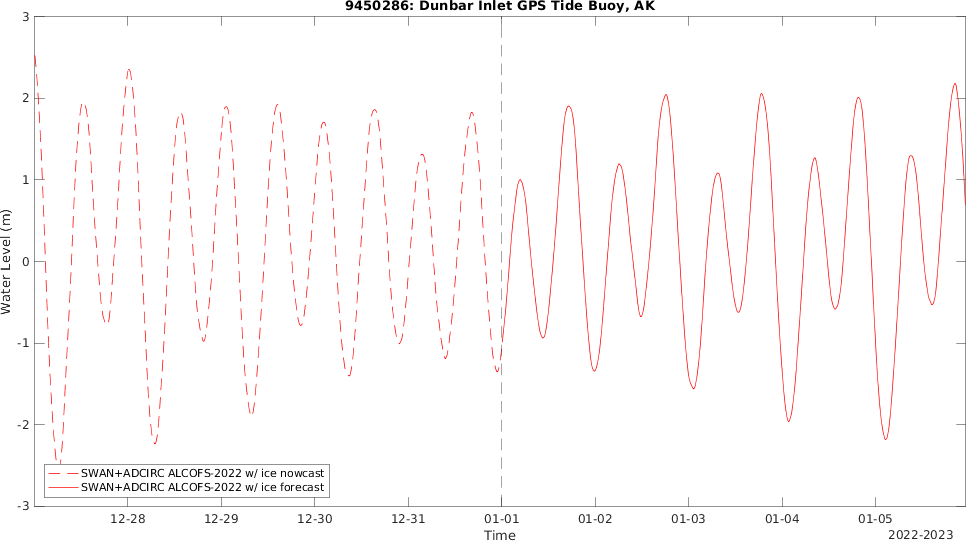 9450286: Dunbar Inlet GPS Tide Buoy, AK
3
2
1
0
-1
-2
-3
Water Level (m)
SWAN+ADCIRC ALCOFS-2022 w/ ice nowcast
SWAN+ADCIRC ALCOFS-2022 w/ ice forecast
12-28 12-29 12-30 12-31 01-01 01-02 01-03 01-04 01-05
Time
2022-2023